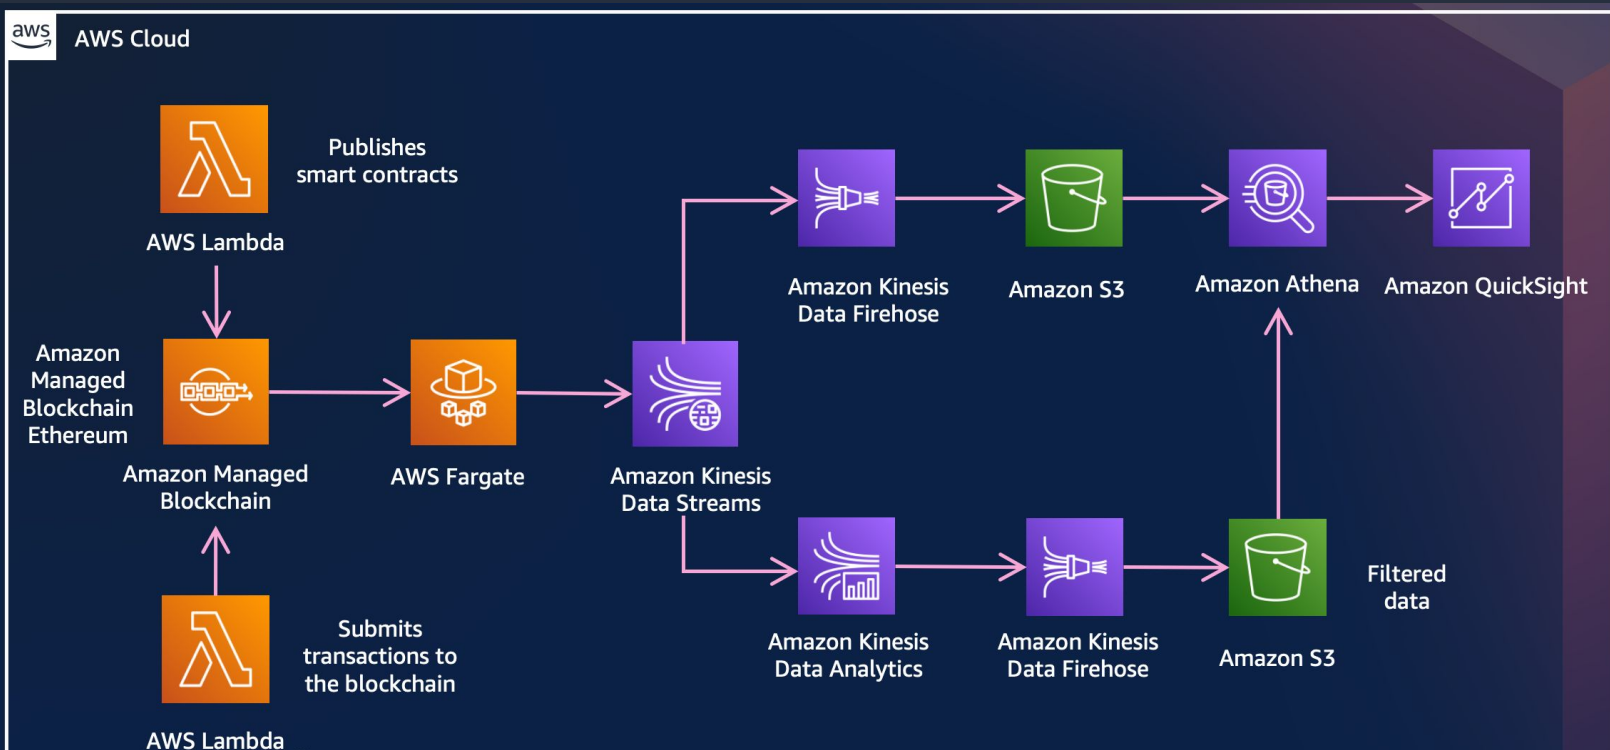 aws
AWS Cloud
Publishes
smart contracts
AWS Lambda
Amazon
Managed
Blockchain
Ethereum
Amazon Managed
Blockchain
AWS Fargate
Amazon Kinesis
Data Streams
Amazon Kinesis
Data Firehose
Amazon S3
Amazon Athena
Amazon QuickSight
Submits
transactions to
the blockchain
AWS Lambda
Amazon Kinesis
Data Analytics
Amazon Kinesis
Data Firehose
Amazon S3
Filtered
data